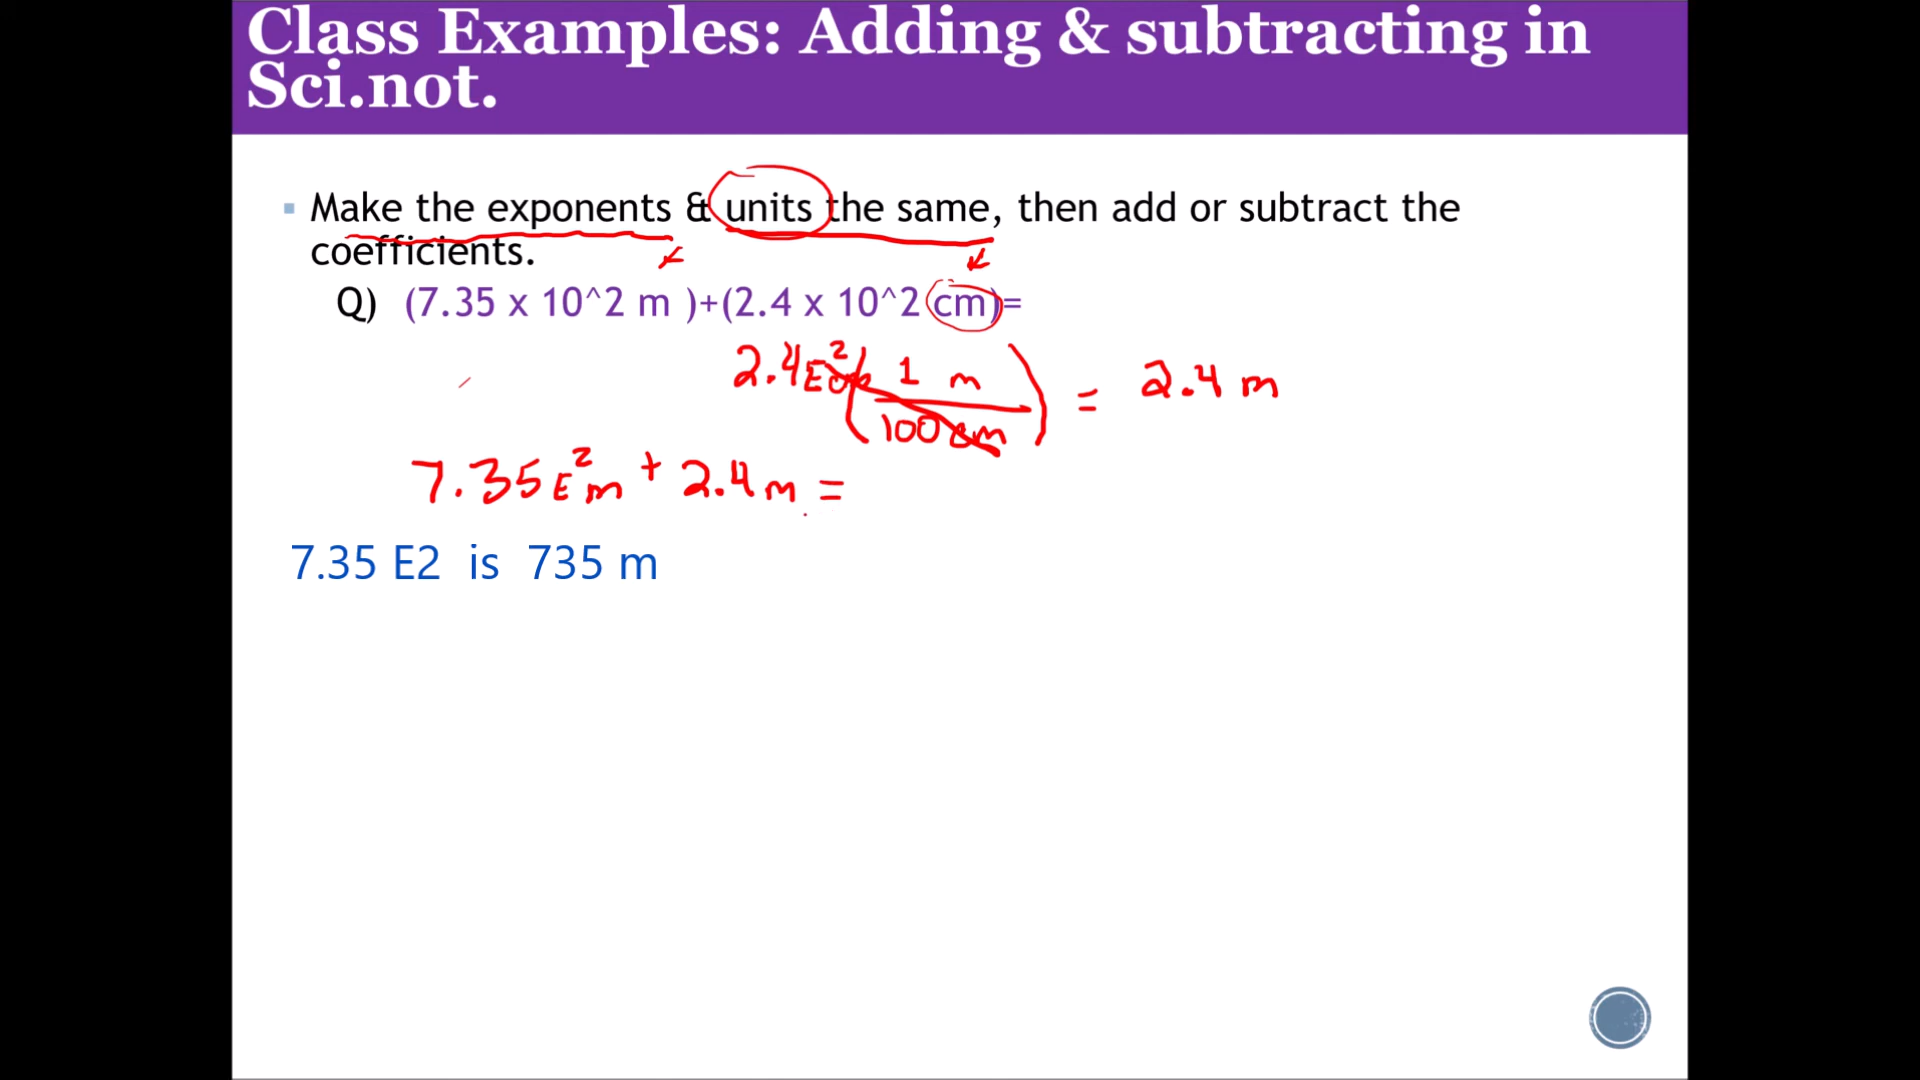 Class Examples: Adding & subtracting in
Sci.not.
Make the exponents & units the same, then add or subtract the
coefficients.
Q) (7.35 x 10^2 m )+(2.4 x 10^2 cm)=
2.4E² cm (1 m / 100 cm) = 2.4 m
7.35E² m + 2.4 m =
7.35 E2 is 735 m